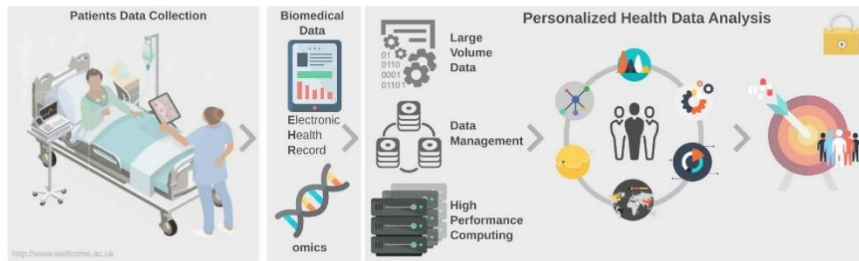 Patients Data Collection
http://www.wellcome.ac.uk
Biomedical
Data
Electronic
Health
Record
omics
Personalized Health Data Analysis
Large
Volume
Data
01
0110
0001
01101
Data
Management
High
Performance
Computing